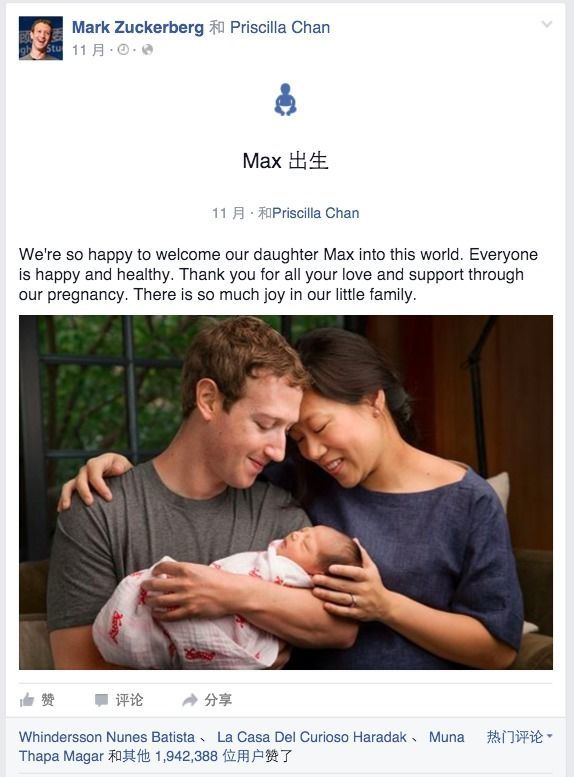 Mark Zuckerberg 和 Priscilla Chan
11 月 · ·
Max 出生
11 月 · 和Priscilla Chan
We're so happy to welcome our daughter Max into this world. Everyone
is happy and healthy. Thank you for all your love and support through
our pregnancy. There is so much joy in our little family.
赞 评论 分享
Whindersson Nunes Batista 、 La Casa Del Curioso Haradak 、 Muna 热门评论
Thapa Magar 和其他 1,942,388 位用户赞了